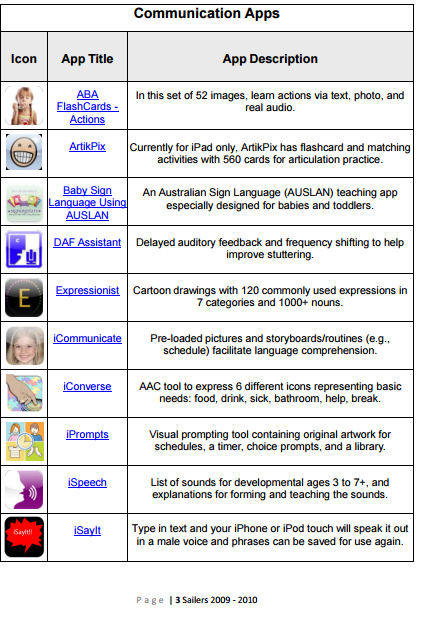 Communication Apps
Icon App Title App Description
ABA
FlashCards -
Actions
In this set of 52 images, learn actions via text, photo, and
real audio.
ArtikPix
Currently for iPad only, ArtikPix has flashcard and matching
activities with 560 cards for articulation practice.
Baby Sign
Language Using
AUSLAN
An Australian Sign Language (AUSLAN) teaching app
especially designed for babies and toddlers.
DAF Assistant
Delayed auditory feedback and frequency shifting to help
improve stuttering.
E
Expressionist
Cartoon drawings with 120 commonly used expressions in
7 categories and 1000+ nouns.
iCommunicate
Pre-loaded pictures and storyboards/routines (e.g.,
schedule) facilitate language comprehension.
iConverse
AAC tool to express 6 different icons representing basic
needs: food, drink, sick, bathroom, help, break.
iPrompts
Visual prompting tool containing original artwork for
schedules, a timer, choice prompts, and a library.
iSpeech
List of sounds for developmental ages 3 to 7+, and
explanations for forming and teaching the sounds.
iSayIt!!
iSayIt
Type in text and your iPhone or iPod touch will speak it out
in a male voice and phrases can be saved for use again.
Page | 3 Sailers 2009 - 2010